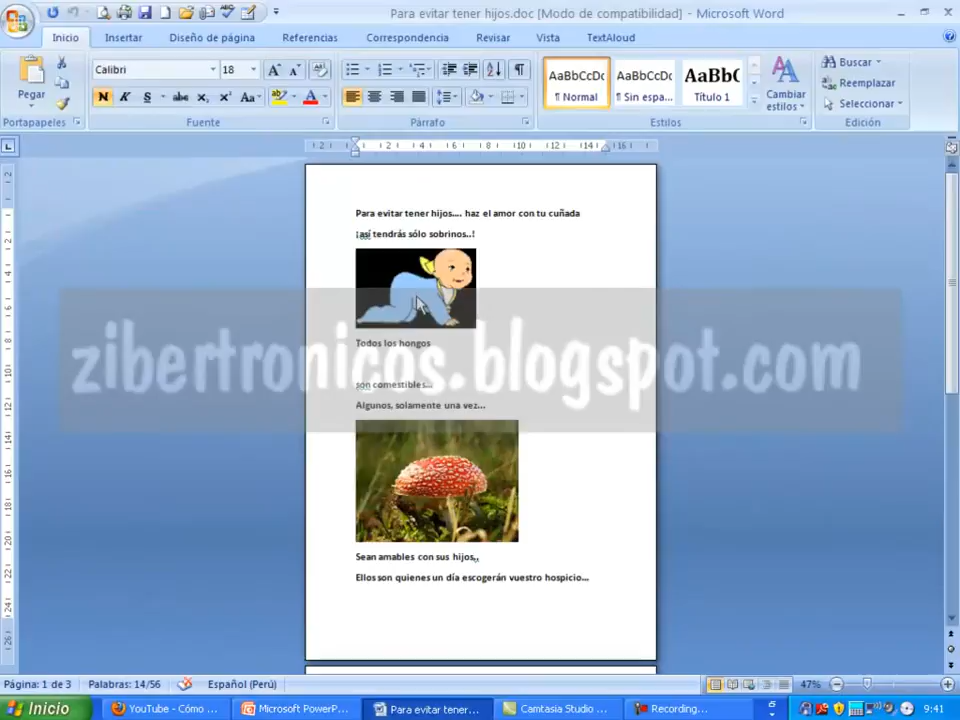 Para evitar tener hijos.doc [Modo de compatibilidad] - Microsoft Word
Inicio Insertar Diseño de página Referencias Correspondencia Revisar Vista TextAloud
Pegar
Calibri 18
N K S abc x₂ x² Aa
AaBbCcDc AaBbCcDc AaBbC
¶ Normal ¶ Sin espa... Título 1
Cambiar estilos
Buscar
Reemplazar
Seleccionar
Portapapeles Fuente Párrafo Estilos Edición
Para evitar tener hijos.... haz el amor con tu cuñada
¡así tendrás sólo sobrinos..!
zibertronicos.blogspot.com
Todos los hongos
son comestibles...
Algunos, solamente una vez...
Sean amables con sus hijos,,
Ellos son quienes un día escogerán vuestro hospicio...
Página: 1 de 3 Palabras: 14/56 Español (Perú) 47%
Inicio YouTube - Cómo ... Microsoft PowerP... Para evitar tener... Camtasia Studio ... Recording... 9:41